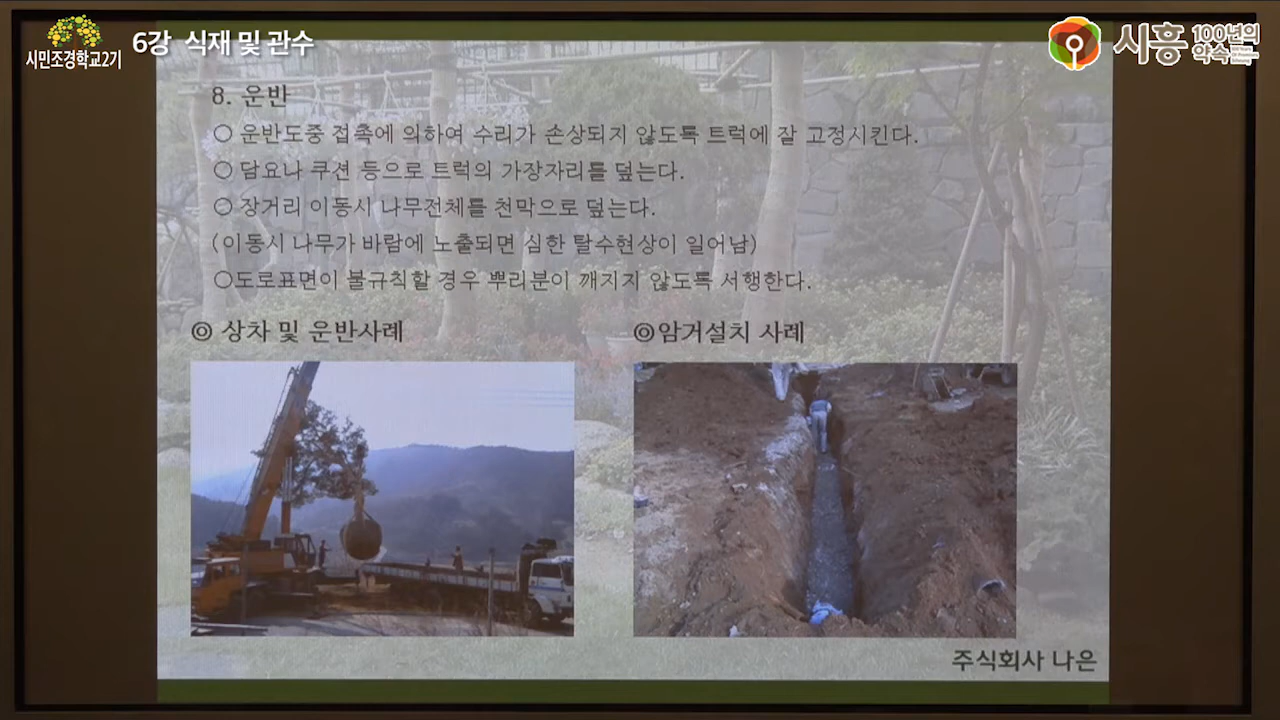 시민조경학교2기
6강 식재 및 관수
시흥 100년의 약속
8. 운반
○ 운반도중 접촉에 의하여 수리가 손상되지 않도록 트럭에 잘 고정시킨다.
○ 담요나 쿠션 등으로 트럭의 가장자리를 덮는다.
○ 장거리 이동시 나무전체를 천막으로 덮는다.
(이동시 나무가 바람에 노출되면 심한 탈수현상이 일어남)
○도로표면이 불규칙할 경우 뿌리분이 깨지지 않도록 서행한다.
◎ 상차 및 운반사례
◎암거설치 사례
주식회사 나은